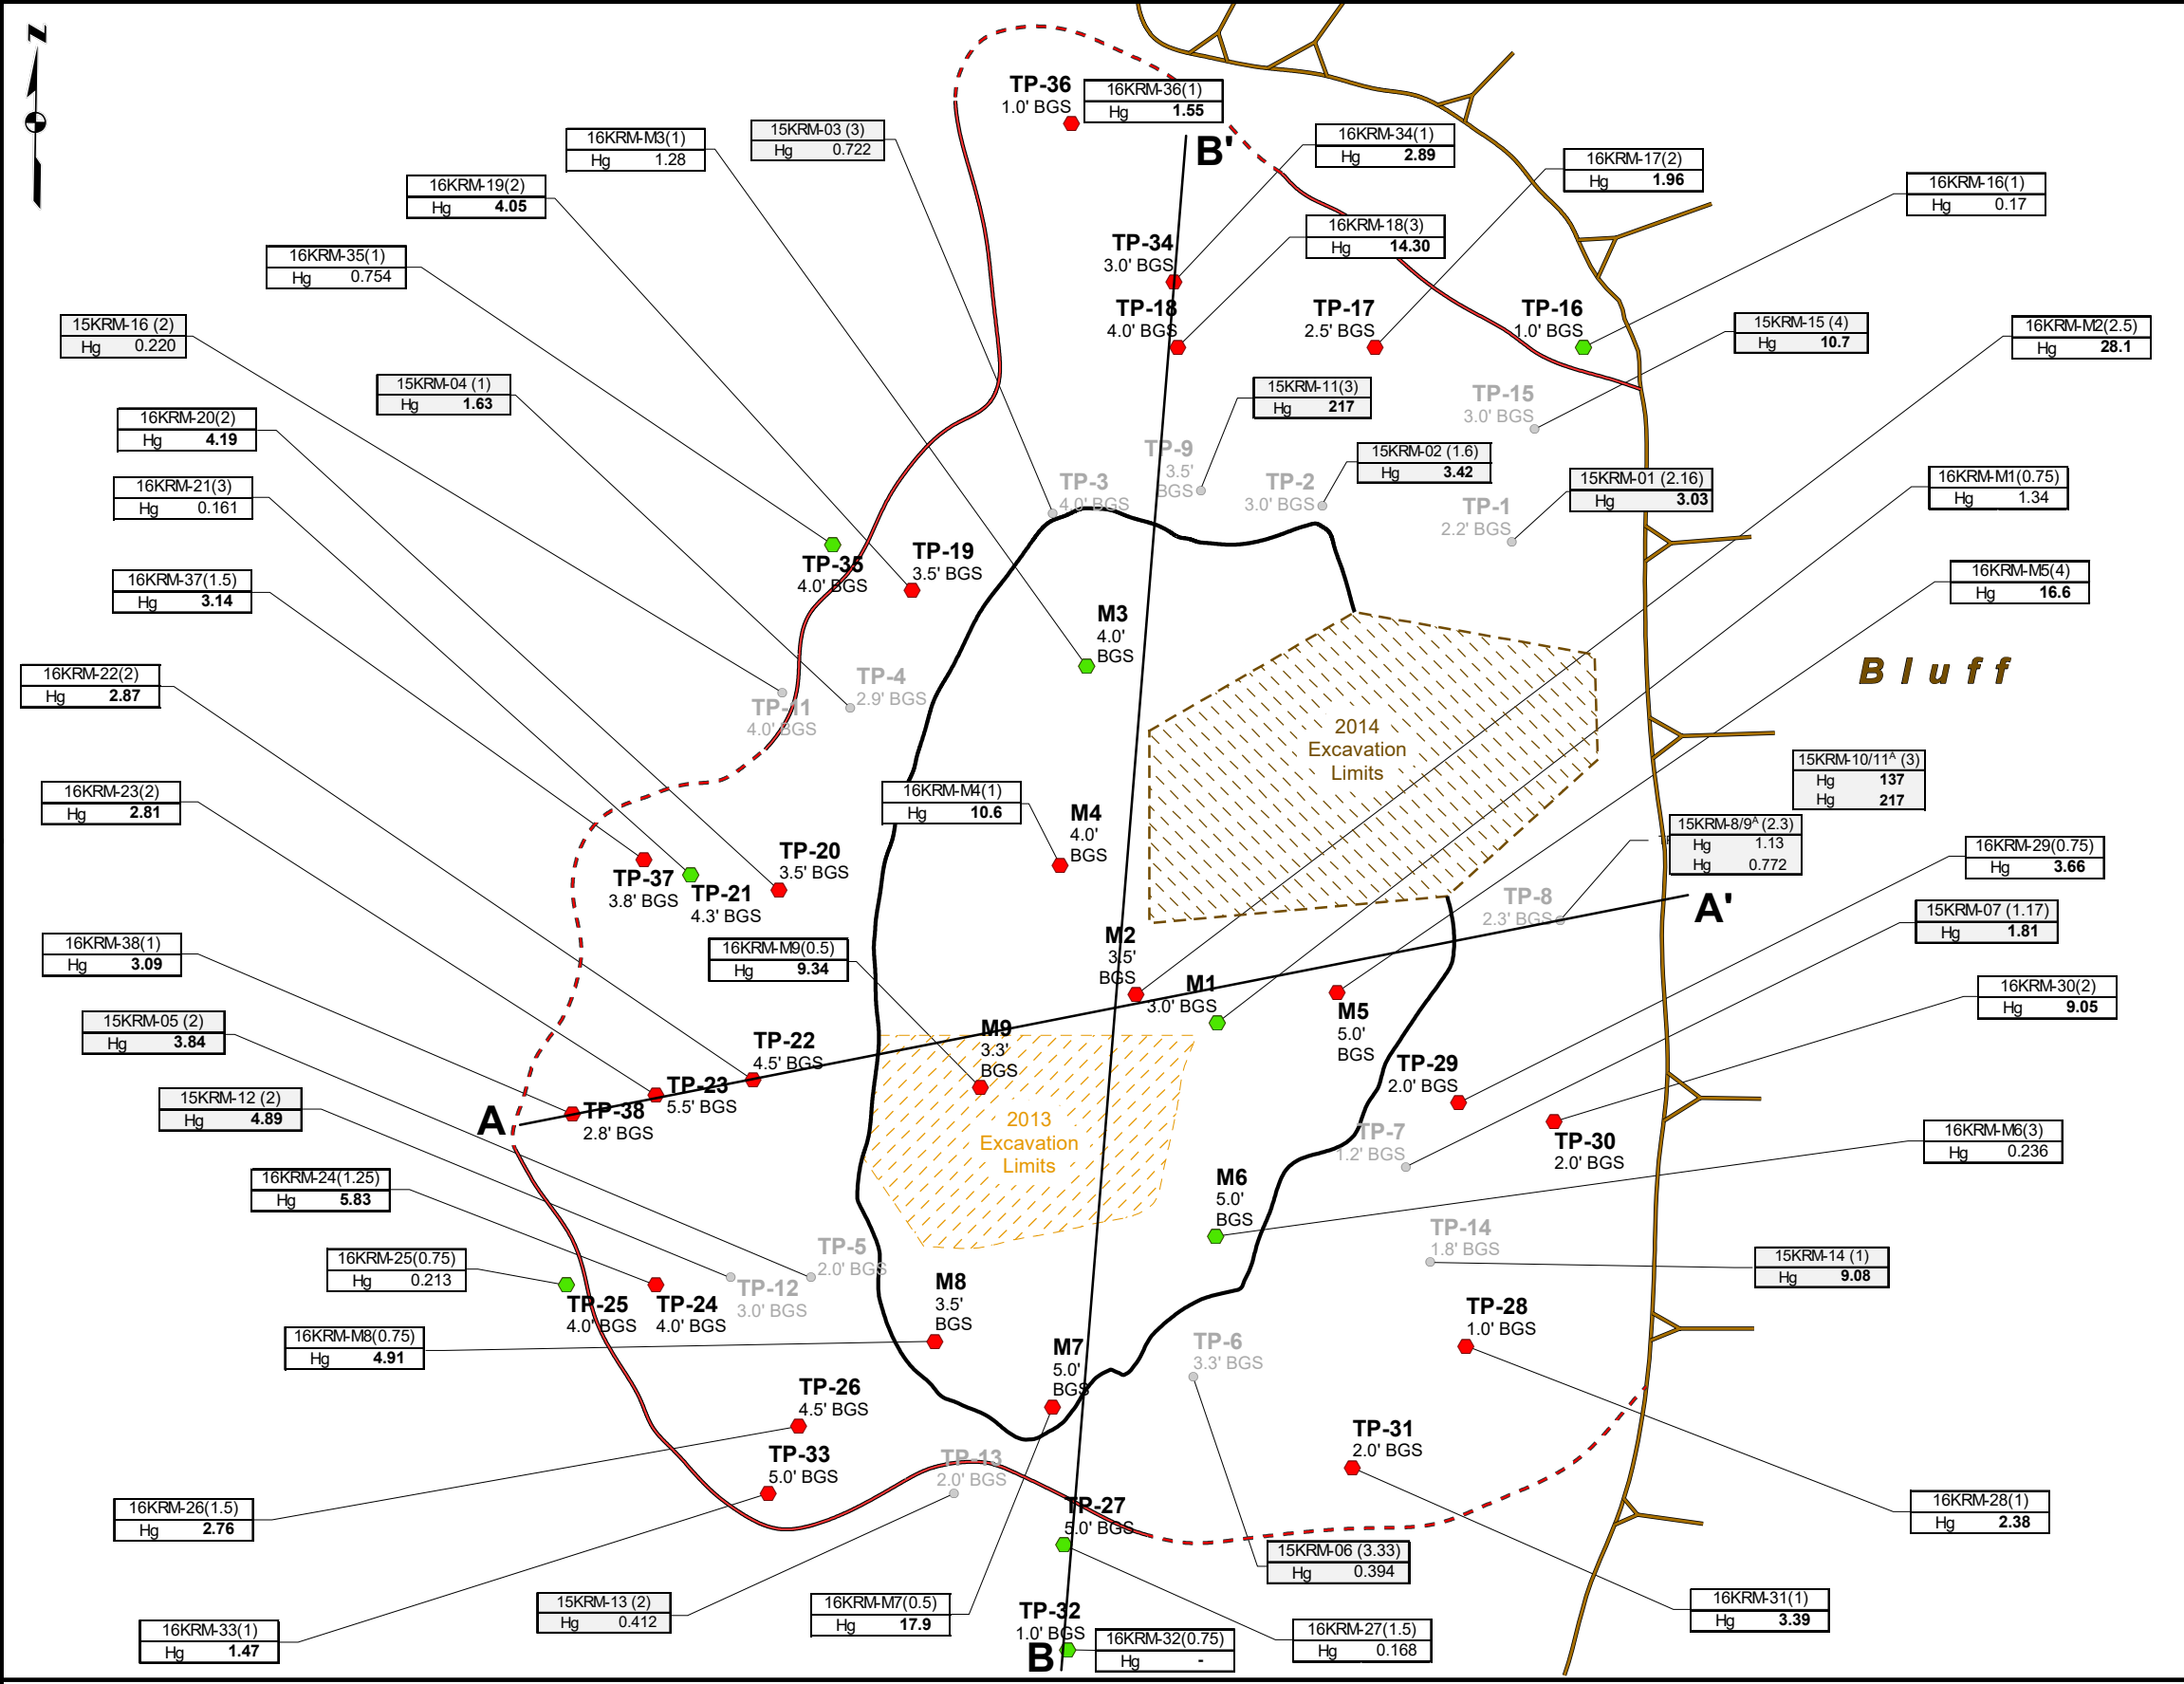 N
TP-36
1.0' BGS
16KRM-36(1)
Hg 1.55
B'
16KRM-M3(1)
Hg 1.28
15KRM-03 (3)
Hg 0.722
16KRM-34(1)
Hg 2.89
16KRM-17(2)
Hg 1.96
16KRM-16(1)
Hg 0.17
16KRM-19(2)
Hg 4.05
16KRM-35(1)
Hg 0.754
TP-34
3.0' BGS
16KRM-18(3)
Hg 14.30
TP-18
4.0' BGS
TP-17
2.5' BGS
TP-16
1.0' BGS
15KRM-16 (2)
Hg 0.220
15KRM-15 (4)
Hg 10.7
16KRM-M2(2.5)
Hg 28.1
15KRM-04 (1)
Hg 1.63
15KRM-11(3)
Hg 217
TP-15
3.0' BGS
16KRM-20(2)
Hg 4.19
TP-9
3.5'
BGS
15KRM-02 (1.6)
Hg 3.42
16KRM-21(3)
Hg 0.161
TP-3
4.0' BGS
TP-2
3.0' BGS
TP-1
2.2' BGS
15KRM-01 (2.16)
Hg 3.03
16KRM-M1(0.75)
Hg 1.34
TP-35
4.0' BGS
TP-19
3.5' BGS
16KRM-37(1.5)
Hg 3.14
16KRM-M5(4)
Hg 16.6
M3
4.0'
BGS
16KRM-22(2)
Hg 2.87
TP-4
2.9' BGS
TP-11
4.0' BGS
Bluff
2014
Excavation
Limits
16KRM-23(2)
Hg 2.81
16KRM-M4(1)
Hg 10.6
M4
4.0'
BGS
15KRM-10/11ᴬ (3)
Hg 137
Hg 217
15KRM-8/9ᴬ (2.3)
Hg 1.13
Hg 0.772
16KRM-29(0.75)
Hg 3.66
TP-37
3.8' BGS
TP-21
4.3' BGS
TP-20
3.5' BGS
TP-8
2.3' BGS
A'
15KRM-07 (1.17)
Hg 1.81
16KRM-38(1)
Hg 3.09
16KRM-M9(0.5)
Hg 9.34
M2
3.5'
BGS
M1
3.0' BGS
M5
5.0'
BGS
16KRM-30(2)
Hg 9.05
15KRM-05 (2)
Hg 3.84
TP-22
4.5' BGS
M9
3.3'
BGS
TP-29
2.0' BGS
15KRM-12 (2)
Hg 4.89
A
TP-38
2.8' BGS
TP-23
5.5' BGS
2013
Excavation
Limits
TP-7
1.2' BGS
TP-30
2.0' BGS
16KRM-M6(3)
Hg 0.236
16KRM-24(1.25)
Hg 5.83
M6
5.0'
BGS
16KRM-25(0.75)
Hg 0.213
TP-5
2.0' BGS
TP-12
3.0' BGS
TP-14
1.8' BGS
15KRM-14 (1)
Hg 9.08
TP-25
4.0' BGS
TP-24
4.0' BGS
M8
3.5'
BGS
TP-28
1.0' BGS
16KRM-M8(0.75)
Hg 4.91
M7
5.0'
BGS
TP-6
3.3' BGS
TP-26
4.5' BGS
TP-31
2.0' BGS
TP-33
5.0' BGS
TP-13
2.0' BGS
16KRM-26(1.5)
Hg 2.76
TP-27
5.0' BGS
16KRM-28(1)
Hg 2.38
15KRM-06 (3.33)
Hg 0.394
16KRM-33(1)
Hg 1.47
15KRM-13 (2)
Hg 0.412
16KRM-M7(0.5)
Hg 17.9
TP-32
1.0' BGS
B
16KRM-32(0.75)
Hg -
16KRM-27(1.5)
Hg 0.168
16KRM-31(1)
Hg 3.39